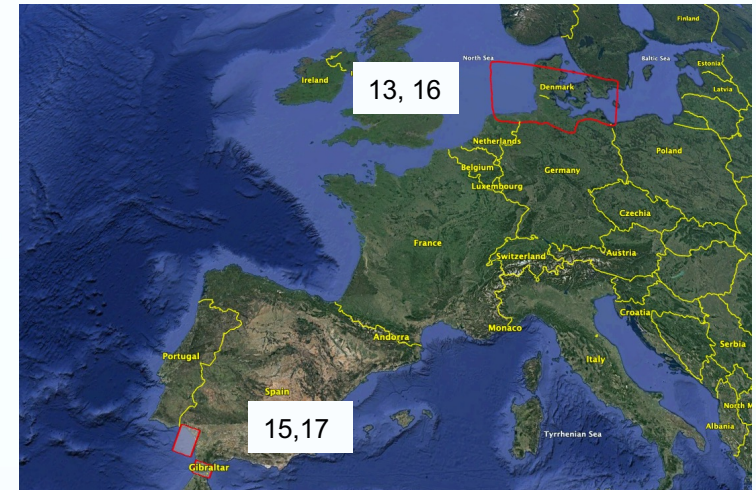 Finland
North Sea
Baltic Sea
Estonia
Ireland
Latvia
Denmark
13, 16
Netherlands
Poland
Belgium
Germany
Luxembourg
Czechia
France
Switzerland
Austria
Croatia
Monaco
Andorra
Serbia
Portugal
Italy
Spain
North M
Albania
15,17
Tyrrhenian Sea
Gibraltar